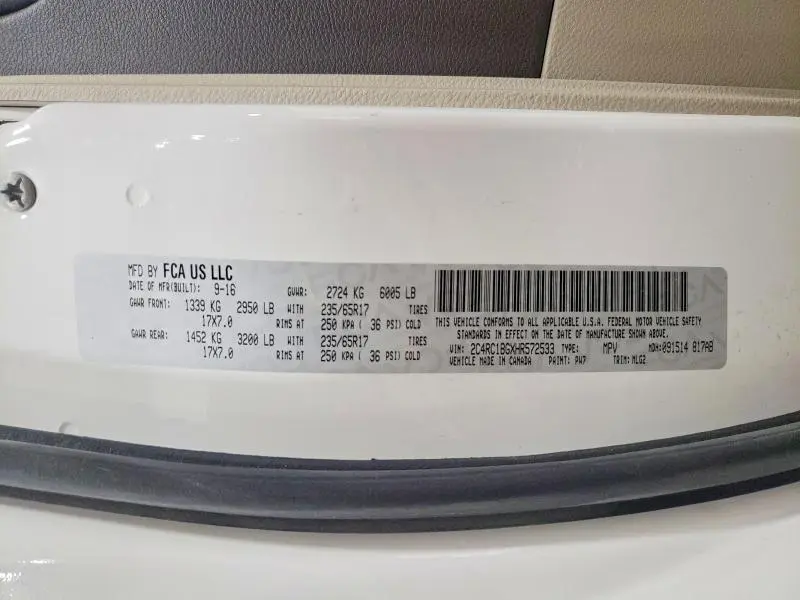 MFD BY FCA US LLC
DATE OF MFR(BUILT): 9-16 GVWR: 2724 KG 6005 LB
GAWR FRONT: 1339 KG 2950 LB WITH 235/65R17 TIRES
17X7.0 RIMS AT 250 KPA ( 36 PSI) COLD
GAWR REAR: 1452 KG 3200 LB WITH 235/65R17 TIRES
17X7.0 RIMS AT 250 KPA ( 36 PSI) COLD
THIS VEHICLE CONFORMS TO ALL APPLICABLE U.S.A. FEDERAL MOTOR VEHICLE SAFETY
STANDARDS IN EFFECT ON THE DATE OF MANUFACTURE SHOWN ABOVE.
VIN: 2C4RC1BGXHR572533 TYPE: MPV MDH:091514 817AB
VEHICLE MADE IN CANADA PAINT: PW7 TRIM: MLG2